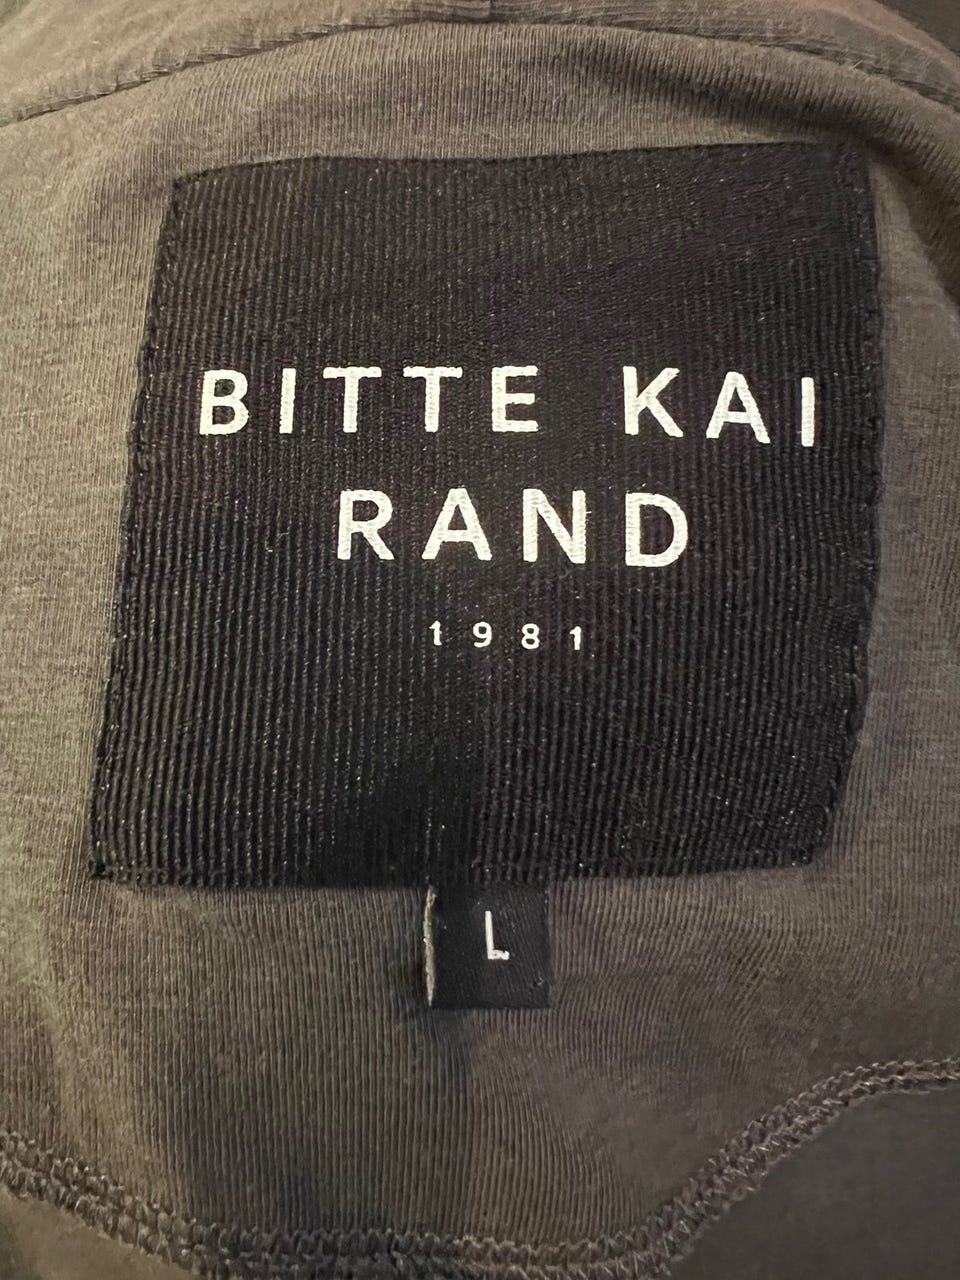 BITTE KAI
RAND
1981
L